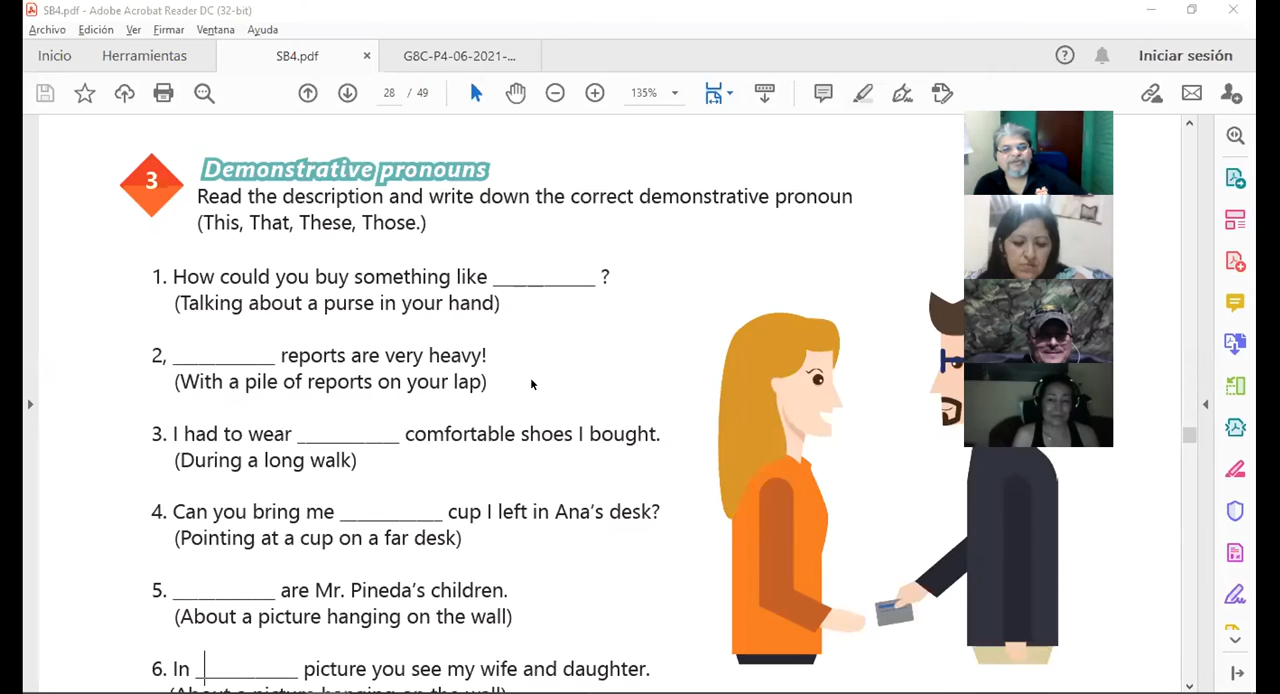 SB4.pdf - Adobe Acrobat Reader DC (32-bit)
Archivo Edición Ver Firmar Ventana Ayuda
Inicio Herramientas SB4.pdf × G8C-P4-06-2021-... Iniciar sesión
28 / 49 135%
3 Demonstrative pronouns
Read the description and write down the correct demonstrative pronoun
(This, That, These, Those.)
1. How could you buy something like __________ ?
(Talking about a purse in your hand)
2, __________ reports are very heavy!
(With a pile of reports on your lap)
3. I had to wear __________ comfortable shoes I bought.
(During a long walk)
4. Can you bring me __________ cup I left in Ana's desk?
(Pointing at a cup on a far desk)
5. __________ are Mr. Pineda's children.
(About a picture hanging on the wall)
6. In __________ picture you see my wife and daughter.
(About a picture hanging on the wall)